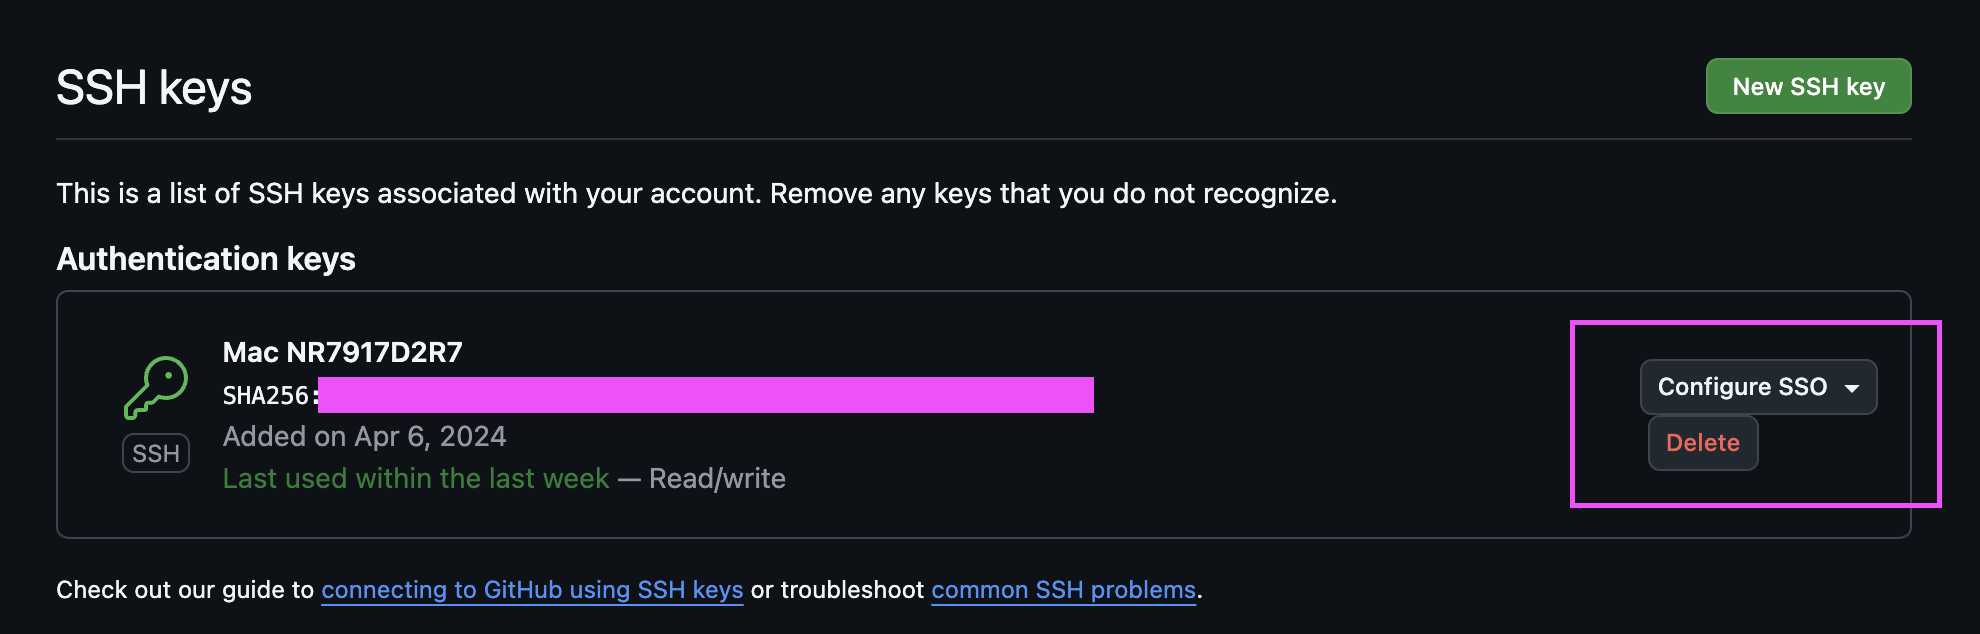 SSH keys
New SSH key
This is a list of SSH keys associated with your account. Remove any keys that you do not recognize.
Authentication keys
Mac NR7917D2R7
SHA256:
Added on Apr 6, 2024
Last used within the last week — Read/write
SSH
Configure SSO
Delete
Check out our guide to connecting to GitHub using SSH keys or troubleshoot common SSH problems.